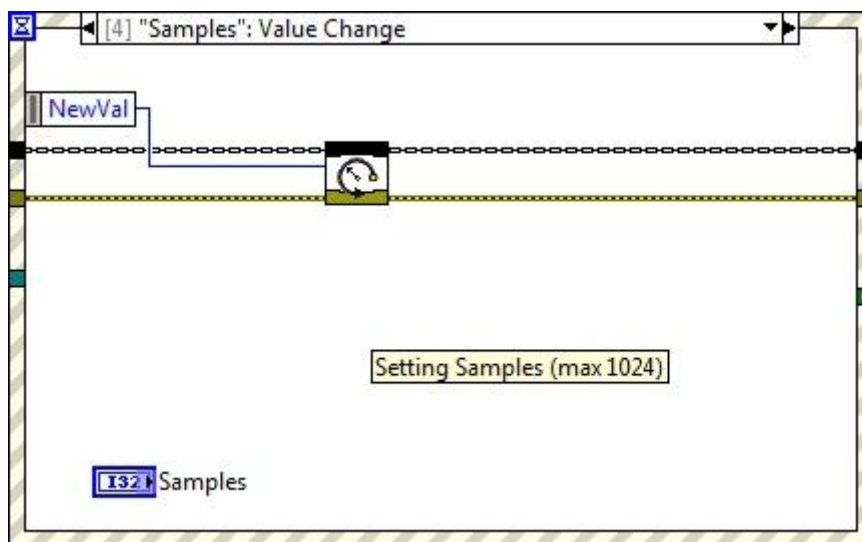 [4] "Samples": Value Change
NewVal
Setting Samples (max 1024)
I32 Samples